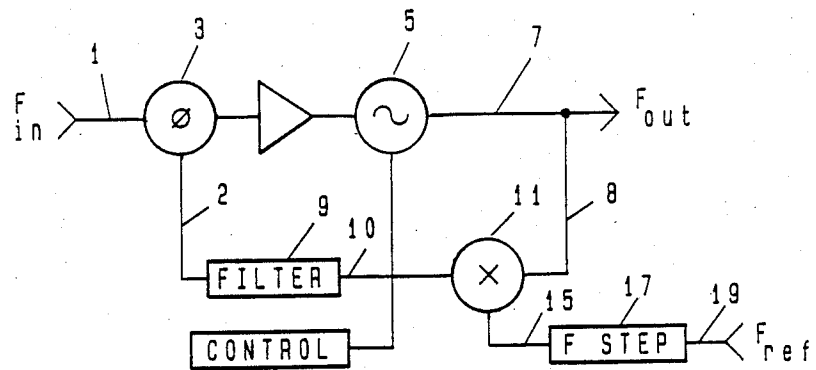 3
5
1
7
F in
Ø
F out
2
9
10
11
8
FILTER
×
15
17
19
CONTROL
F STEP
F ref